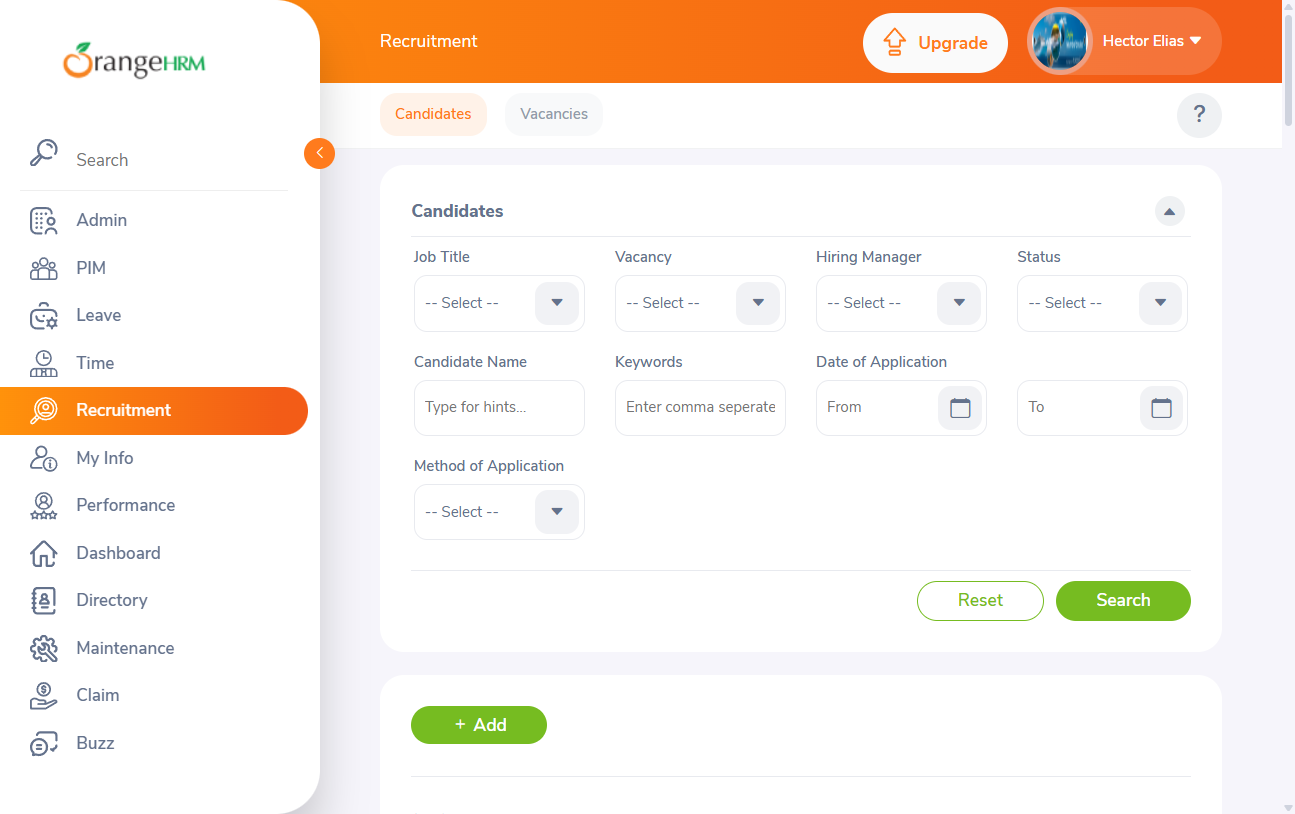 OrangeHRM
Recruitment
Upgrade
Hector Elias
Candidates
Vacancies
?
Search
Admin
PIM
Leave
Time
Recruitment
My Info
Performance
Dashboard
Directory
Maintenance
Claim
Buzz
Candidates
Job Title
Vacancy
Hiring Manager
Status
-- Select --
-- Select --
-- Select --
-- Select --
Candidate Name
Keywords
Date of Application
Type for hints...
Enter comma seperate
From
To
Method of Application
-- Select --
Reset
Search
+ Add